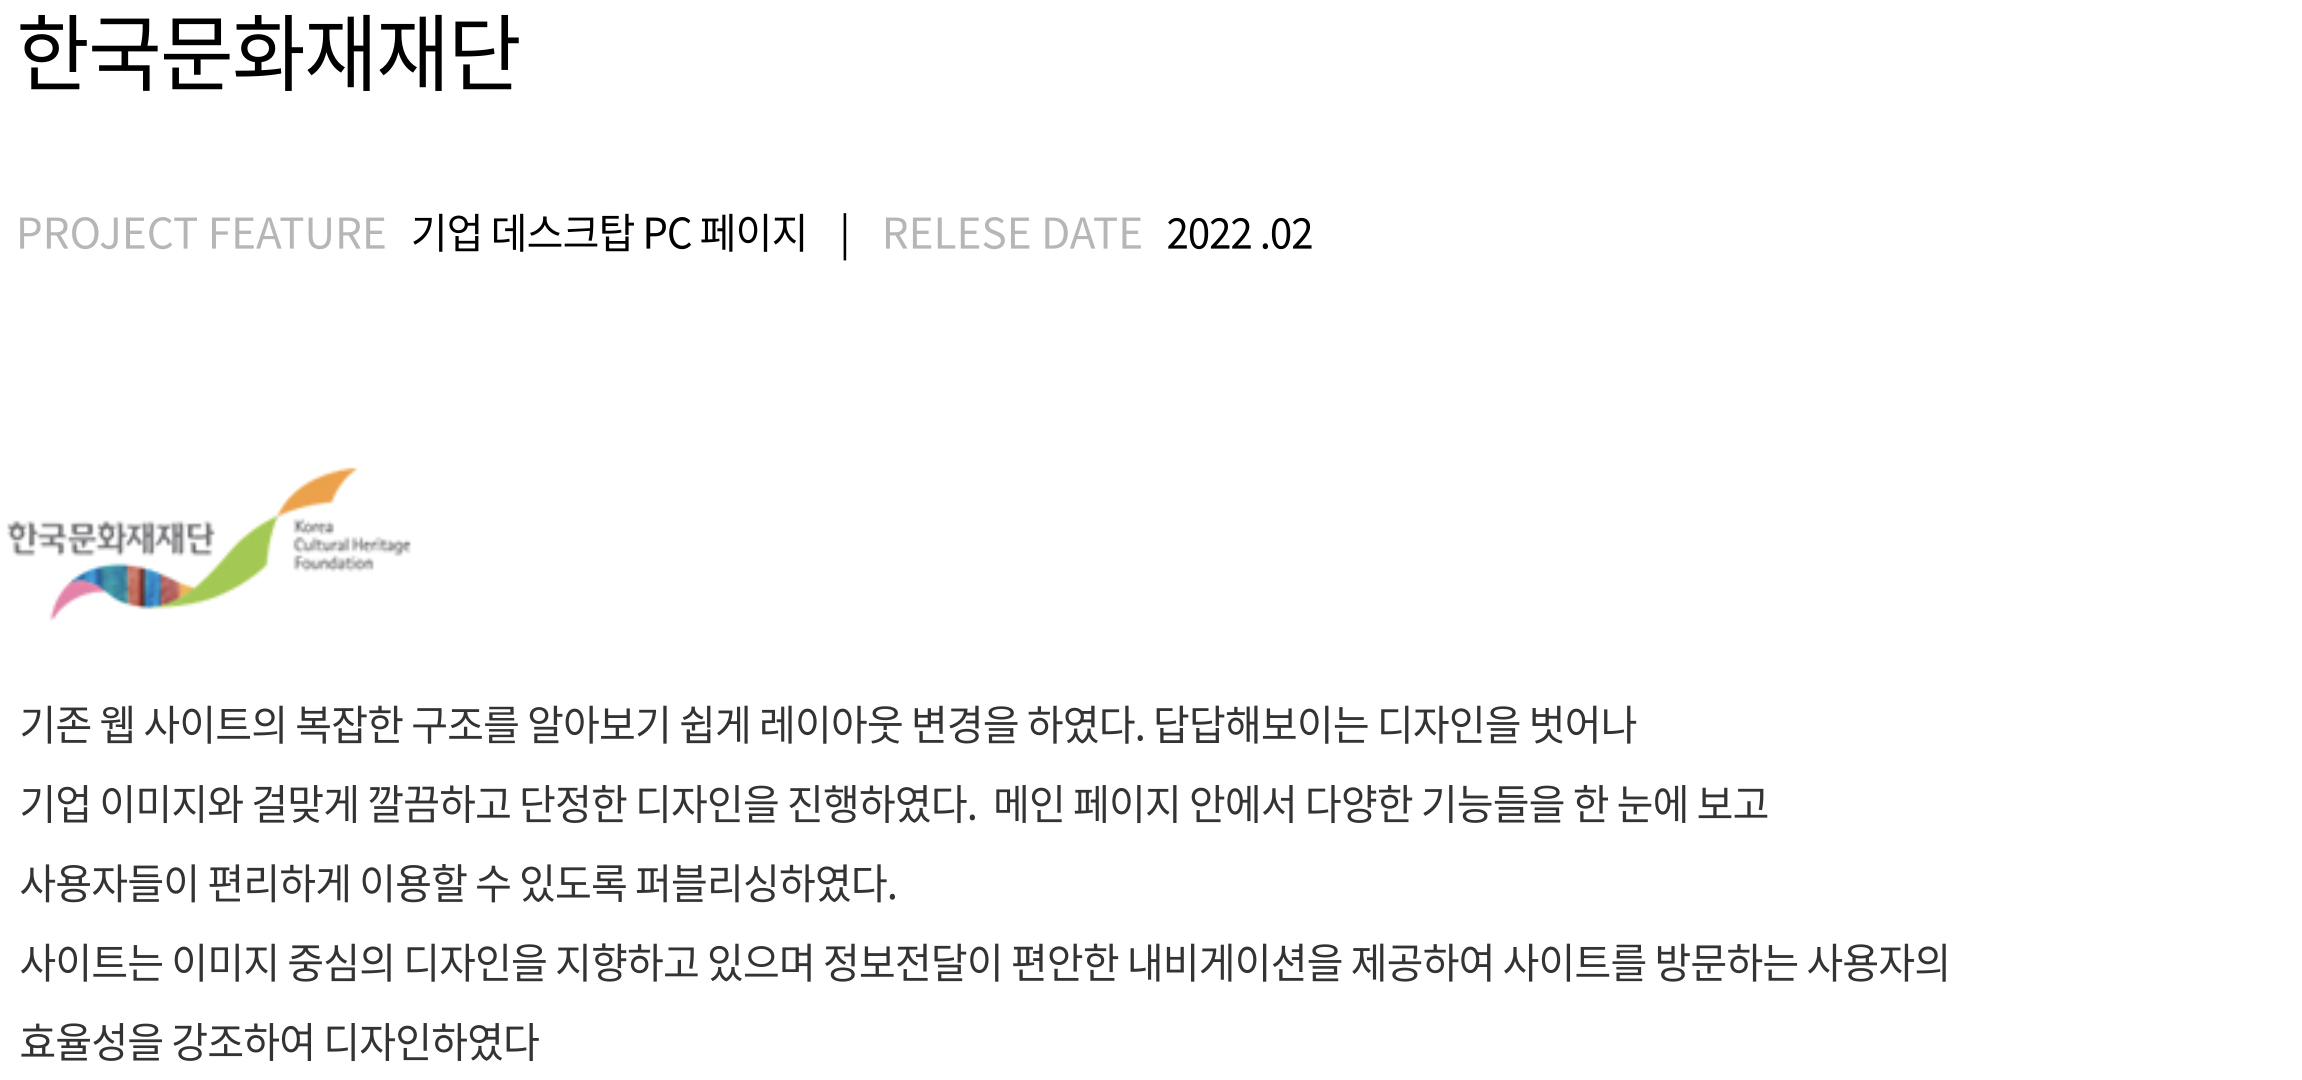 한국문화재재단
PROJECT FEATURE 기업 데스크탑 PC 페이지 | RELESE DATE 2022 .02
한국문화재재단
Korea
Cultural Heritage
Foundation
기존 웹 사이트의 복잡한 구조를 알아보기 쉽게 레이아웃 변경을 하였다. 답답해보이는 디자인을 벗어나
기업 이미지와 걸맞게 깔끔하고 단정한 디자인을 진행하였다. 메인 페이지 안에서 다양한 기능들을 한 눈에 보고
사용자들이 편리하게 이용할 수 있도록 퍼블리싱하였다.
사이트는 이미지 중심의 디자인을 지향하고 있으며 정보전달이 편안한 내비게이션을 제공하여 사이트를 방문하는 사용자의
효율성을 강조하여 디자인하였다